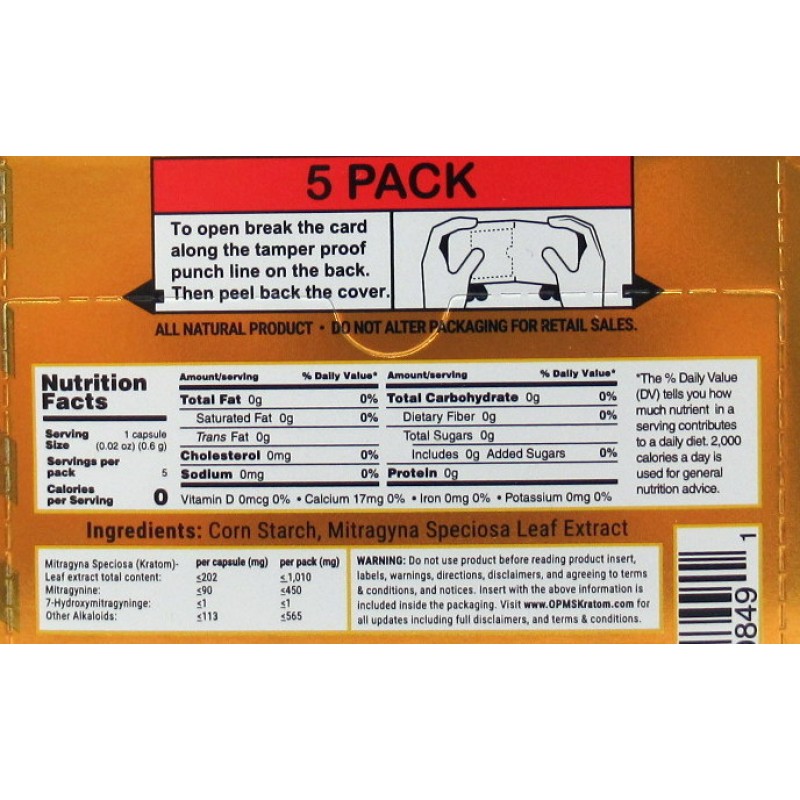 5 PACK
To open break the card
along the tamper proof
punch line on the back.
Then peel back the cover.
ALL NATURAL PRODUCT • DO NOT ALTER PACKAGING FOR RETAIL SALES.
Nutrition
Facts
Serving Size 1 capsule
(0.02 oz) (0.6 g)
Servings per
pack 5
Calories
per Serving 0
Amount/serving % Daily Value*
Total Fat 0g 0%
Saturated Fat 0g 0%
Trans Fat 0g
Cholesterol 0mg 0%
Sodium 0mg 0%
Amount/serving % Daily Value*
Total Carbohydrate 0g 0%
Dietary Fiber 0g 0%
Total Sugars 0g
Includes 0g Added Sugars 0%
Protein 0g
Vitamin D 0mcg 0% • Calcium 17mg 0% • Iron 0mg 0% • Potassium 0mg 0%
*The % Daily Value
(DV) tells you how
much nutrient in a
serving contributes
to a daily diet. 2,000
calories a day is
used for general
nutrition advice.
Ingredients: Corn Starch, Mitragyna Speciosa Leaf Extract
Mitragyna Speciosa (Kratom)- per capsule (mg) per pack (mg)
Leaf extract total content: ≤202 ≤1,010
Mitragynine: ≤90 ≤450
7-Hydroxymitragyninge: ≤1 ≤1
Other Alkaloids: ≤113 ≤565
WARNING: Do not use product before reading product insert,
labels, warnings, directions, disclaimers, and agreeing to terms
& conditions, and notices. Insert with the above information is
included inside the packaging. Visit www.OPMSKratom.com for
all updates including full disclaimers, and terms & conditions.
849 1